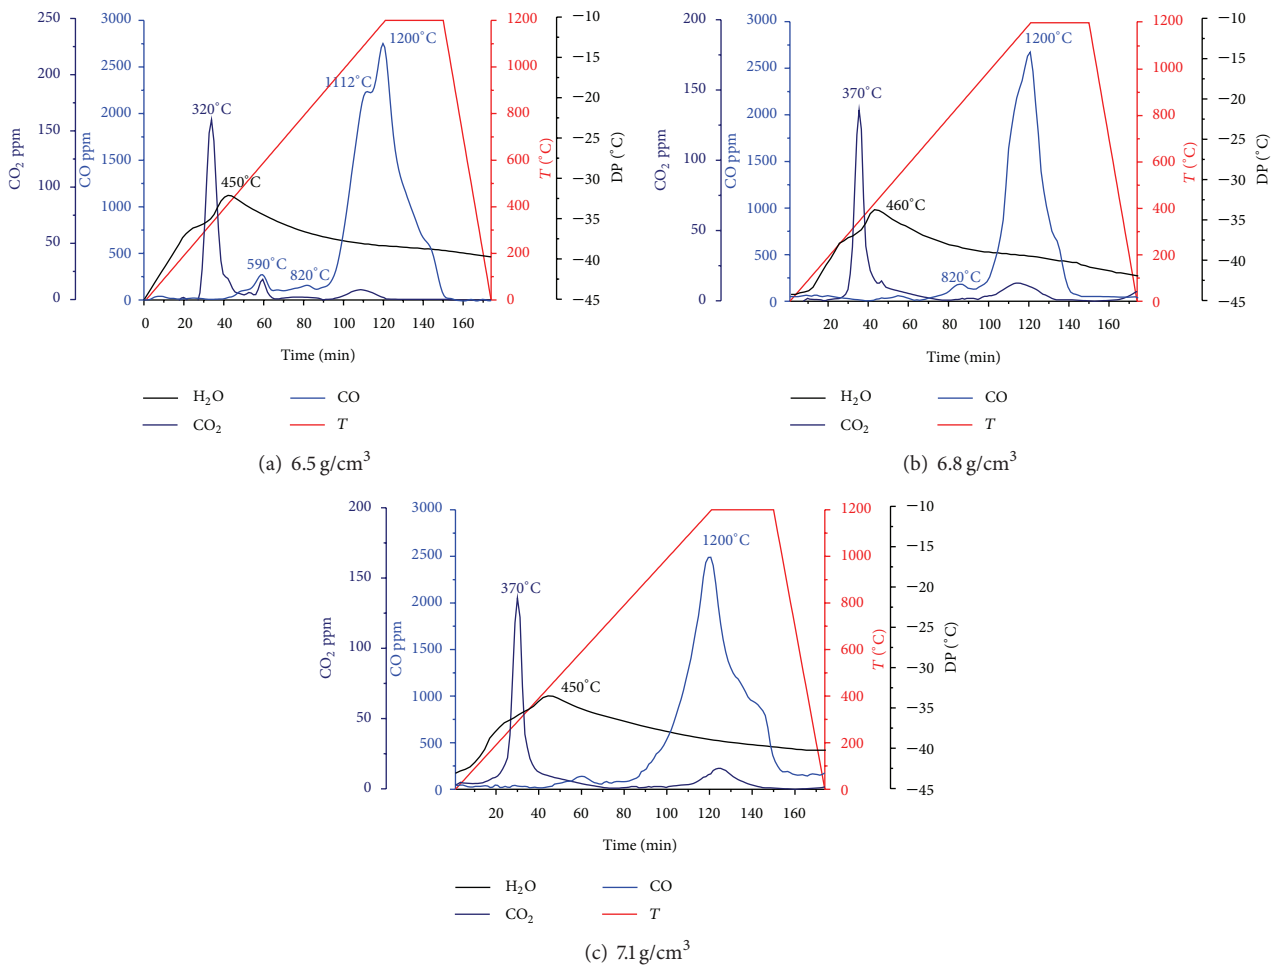 250
200
150
100
50
0
CO₂ ppm
3000
2500
2000
1500
1000
500
0
CO ppm
320°C
450°C
590°C
820°C
1112°C
1200°C
1200
1000
800
600
400
200
0
T (°C)
−10
−15
−20
−25
−30
−35
−40
−45
DP (°C)
0 20 40 60 80 100 120 140 160
Time (min)
H₂O CO
CO₂ T
(a) 6.5 g/cm³
200
150
100
50
0
CO₂ ppm
3000
2500
2000
1500
1000
500
0
CO ppm
370°C
460°C
820°C
1200°C
1200
1000
800
600
400
200
0
T (°C)
−10
−15
−20
−25
−30
−35
−40
−45
DP (°C)
20 40 60 80 100 120 140 160
Time (min)
H₂O CO
CO₂ T
(b) 6.8 g/cm³
200
150
100
50
0
CO₂ ppm
3000
2500
2000
1500
1000
500
0
CO ppm
370°C
450°C
1200°C
1200
1000
800
600
400
200
0
T (°C)
−10
−15
−20
−25
−30
−35
−40
−45
DP (°C)
20 40 60 80 100 120 140 160
Time (min)
H₂O CO
CO₂ T
(c) 7.1 g/cm³